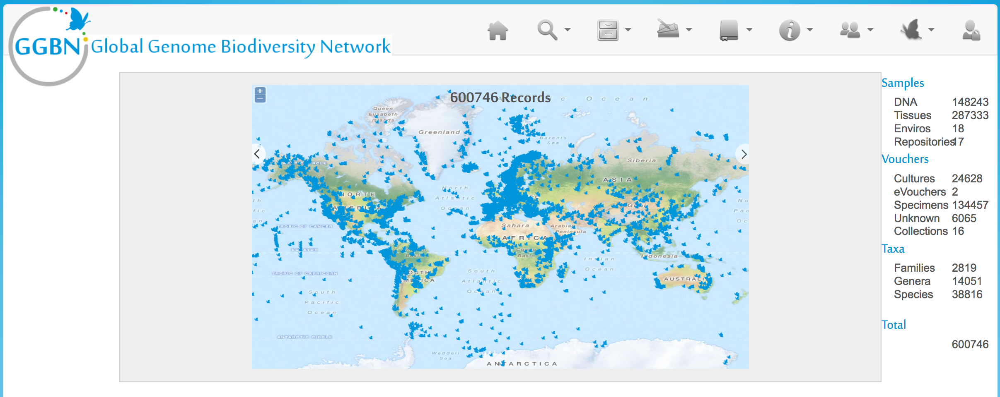 GGBN
Global Genome Biodiversity Network
+
−
600746 Records
Ocean
Queen
Elizabeth
Islands
Greenland
Barents
Sea
Siberia
ASIA
NORTH
AMERICA
North
Atlantic
Ocean
Gobi
TROPIC OF CANCER
Sahara
Arabian
Peninsula
AFRICA
EQUATOR
Congo
Basin
Basin
Indonesia
Indian
Ocean
TROPIC OF CAPRICORN
SOUTH
AMERICA
South
Atlantic
Ocean
AUSTRALI
South
Pacific
Ocean
ANTARCTIC CIRCLE
Weddell
Sea
ANTARCTICA
Samples
DNA 148243
Tissues 287333
Enviros 18
Repositories 17
Vouchers
Cultures 24628
eVouchers 2
Specimens 134457
Unknown 6065
Collections 16
Taxa
Families 2819
Genera 14051
Species 38816
Total
600746